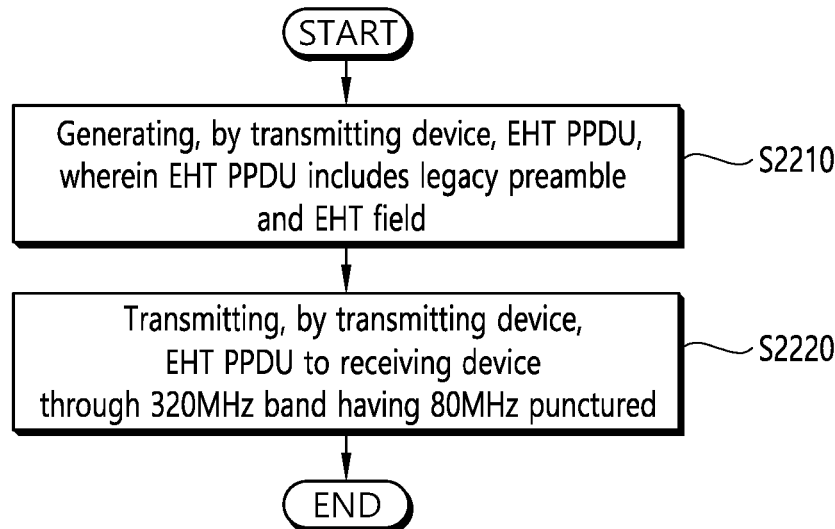 START
Generating, by transmitting device, EHT PPDU,
wherein EHT PPDU includes legacy preamble
and EHT field
S2210
Transmitting, by transmitting device,
EHT PPDU to receiving device
through 320MHz band having 80MHz punctured
S2220
END